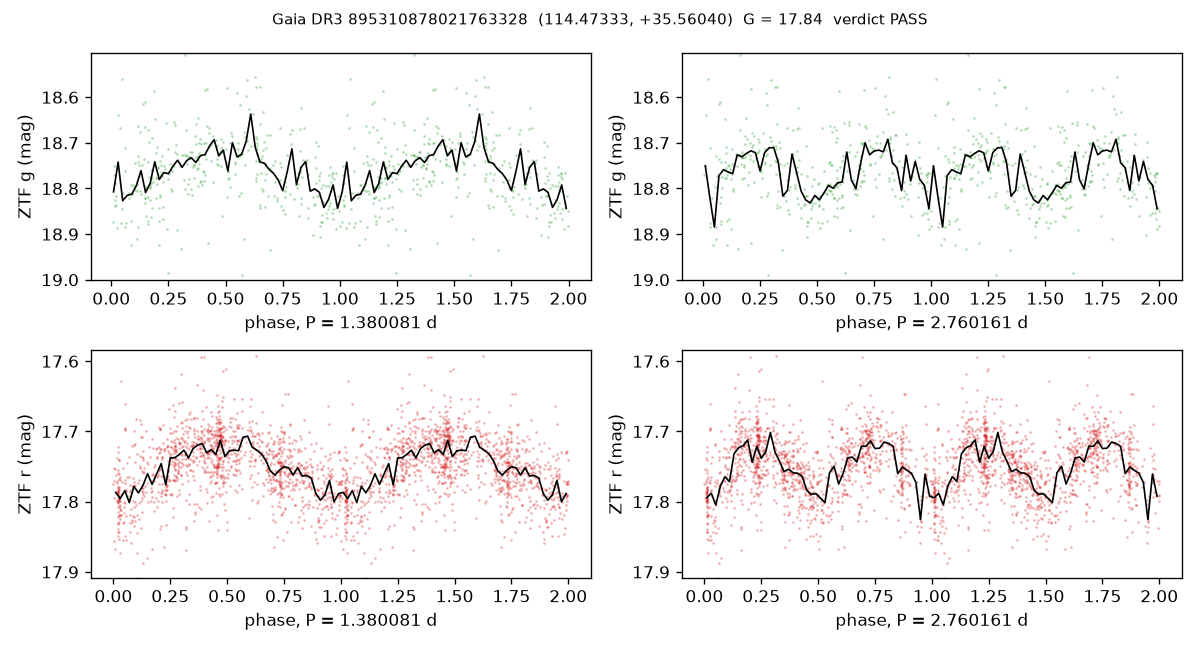 Gaia DR3 895310878021763328 (114.47333, +35.56040) G = 17.84 verdict PASS
ZTF g (mag)
18.6
18.7
18.8
18.9
19.0
0.00 0.25 0.50 0.75 1.00 1.25 1.50 1.75 2.00
phase, P = 1.380081 d
ZTF g (mag)
18.6
18.7
18.8
18.9
19.0
0.00 0.25 0.50 0.75 1.00 1.25 1.50 1.75 2.00
phase, P = 2.760161 d
ZTF r (mag)
17.6
17.7
17.8
17.9
0.00 0.25 0.50 0.75 1.00 1.25 1.50 1.75 2.00
phase, P = 1.380081 d
ZTF r (mag)
17.6
17.7
17.8
17.9
0.00 0.25 0.50 0.75 1.00 1.25 1.50 1.75 2.00
phase, P = 2.760161 d